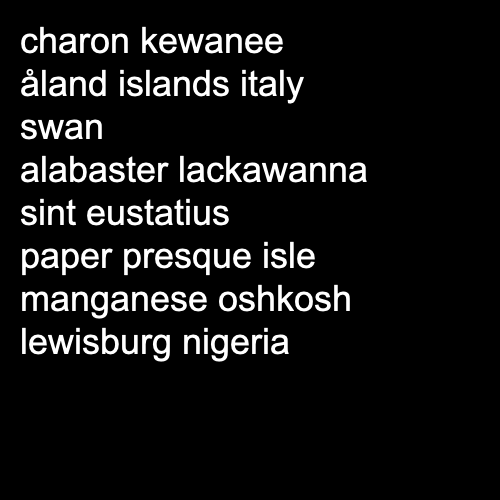 charon kewanee
åland islands italy
swan
alabaster lackawanna
sint eustatius
paper presque isle
manganese oshkosh
lewisburg nigeria